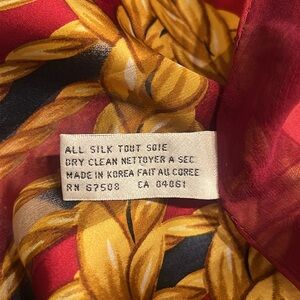 ALL SILK TOUT SOIE
DRY CLEAN NETTOYER A SEC
MADE IN KOREA FAIT AU COREE
RN 67508 CA 04061